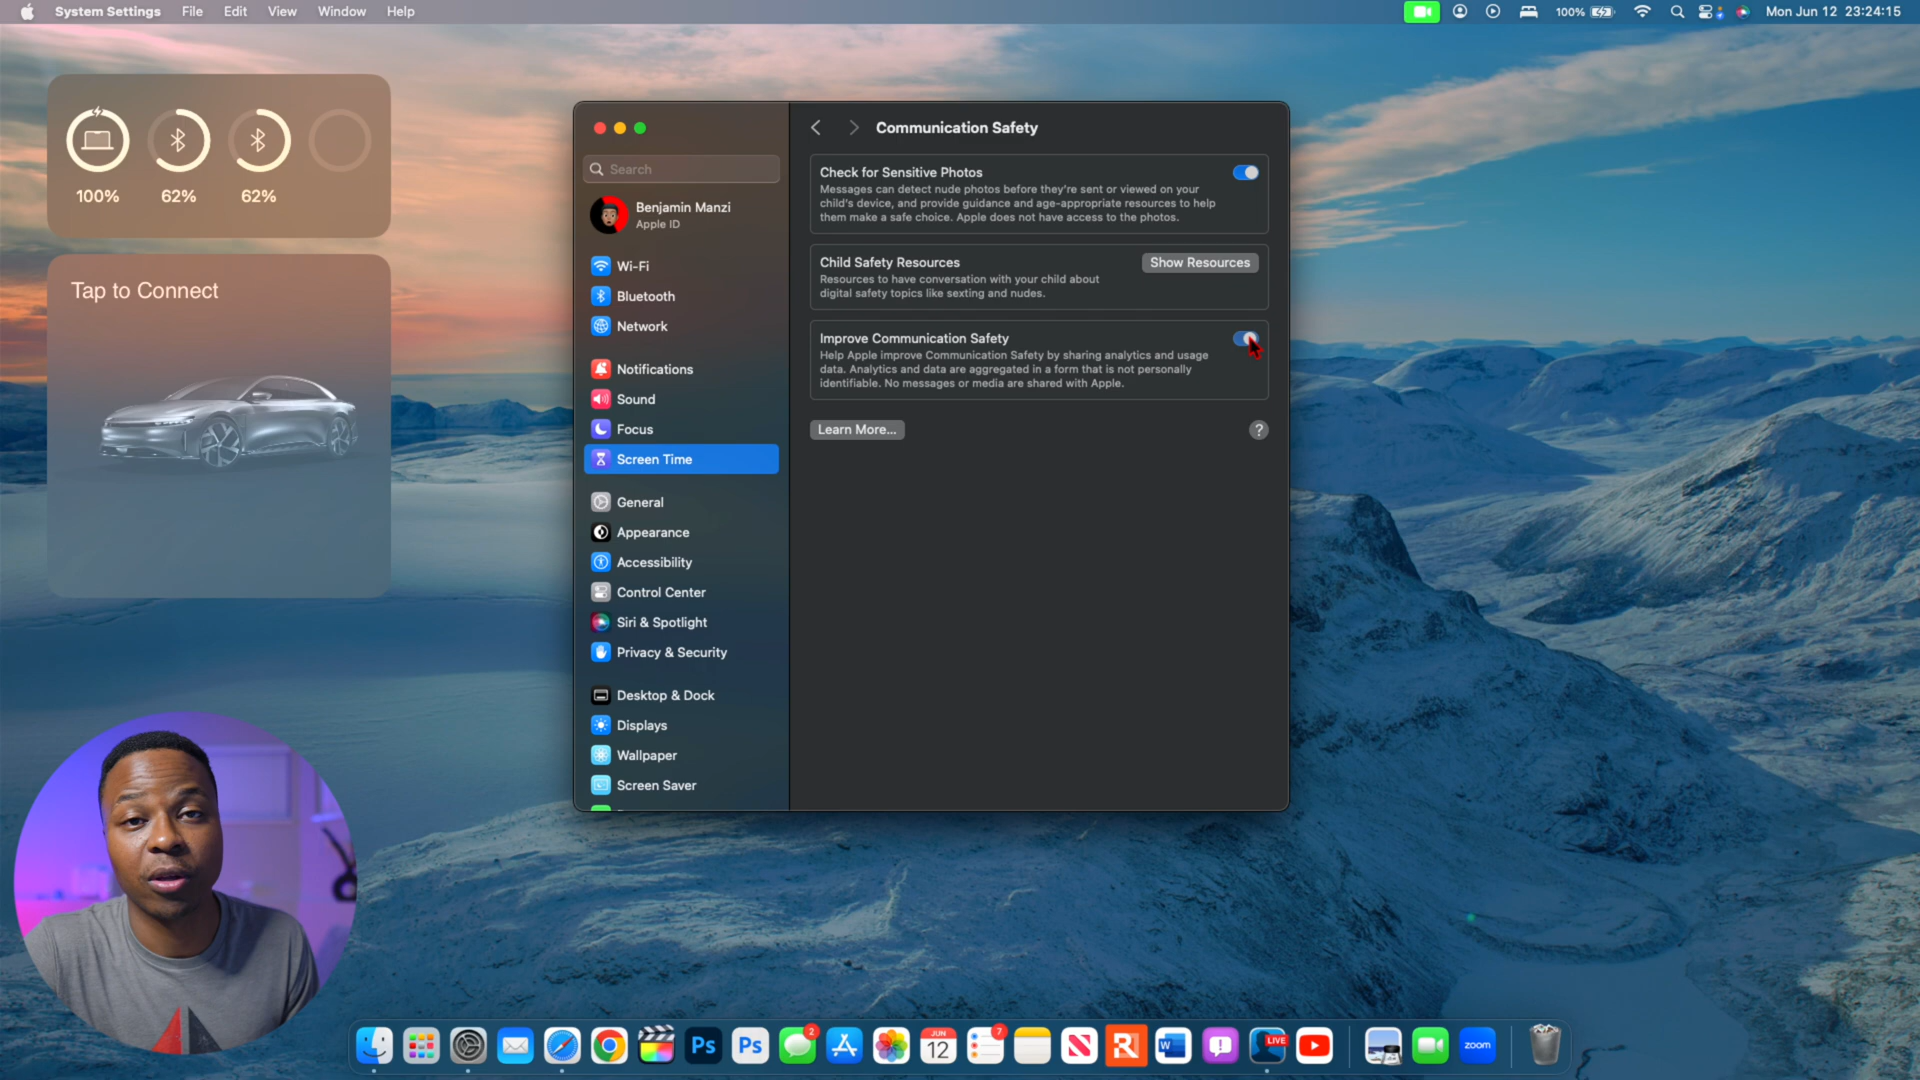 System Settings File Edit View Window Help
100% Mon Jun 12 23:24:15
100% 62% 62%
Tap to Connect
Search
Benjamin Manzi
Apple ID
Wi-Fi
Bluetooth
Network
Notifications
Sound
Focus
Screen Time
General
Appearance
Accessibility
Control Center
Siri & Spotlight
Privacy & Security
Desktop & Dock
Displays
Wallpaper
Screen Saver
Communication Safety
Check for Sensitive Photos
Messages can detect nude photos before they're sent or viewed on your
child's device, and provide guidance and age-appropriate resources to help
them make a safe choice. Apple does not have access to the photos.
Child Safety Resources
Show Resources
Resources to have conversation with your child about
digital safety topics like sexting and nudes.
Improve Communication Safety
Help Apple improve Communication Safety by sharing analytics and usage
data. Analytics and data are aggregated in a form that is not personally
identifiable. No messages or media are shared with Apple.
Learn More...
?
Ps Ps 2 JUN 12 7 R W LIVE zoom